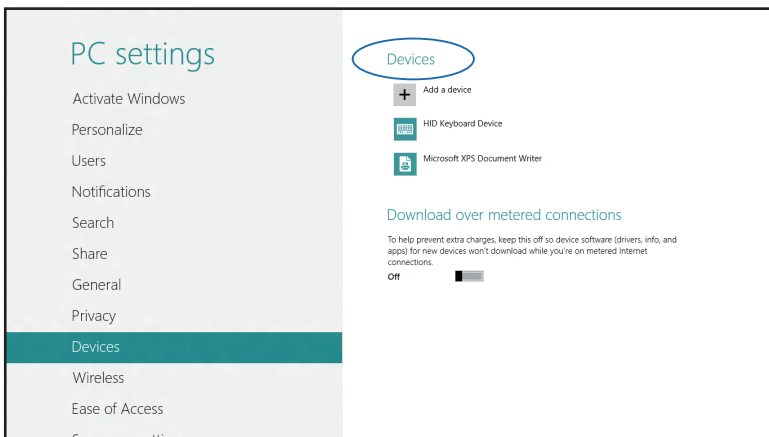 PC settings
Activate Windows
Personalize
Users
Notifications
Search
Share
General
Privacy
Devices
Wireless
Ease of Access
Devices
Add a device
HID Keyboard Device
Microsoft XPS Document Writer
Download over metered connections
To help prevent extra charges, keep this off so device software (drivers, info, and
apps) for new devices won't download while you're on metered Internet
connections.
Off